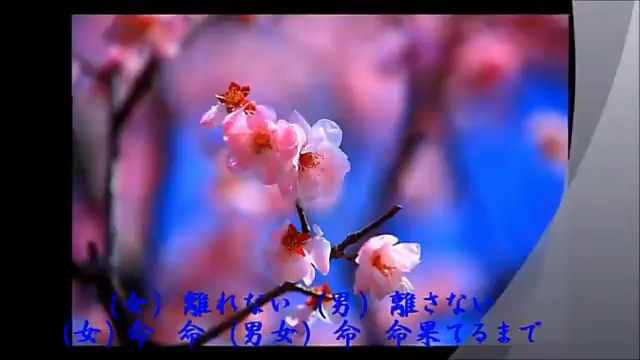 (女) 離れない (男) 離さない
(女) 命 命 (男女) 命 命果てるまで